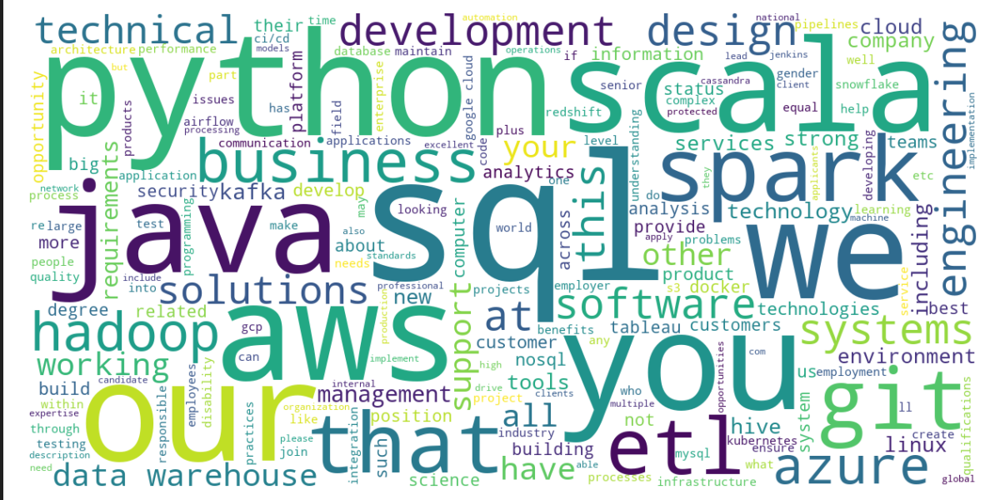 technical
their
time
development
automation
design
national
pipelines
cloud
company
engineering
architecture
performance
ci/cd
models
database
maintain
operations
if
information
lead
jenkins
well
but
part
platform
python
scala
opportunity
it
products
issues
has
field
enterprise
google cloud
senior
status
complex
protected
cassandra
gender
client
snowflake
equal
help
implementation
airflow
processing
communication
applications
excellent
plus
code
redshift
level
understanding
services
strong
teams
big
requirements
application
business
your
analytics
one
this
spark
they
applicants
developing
etc
network
process
security
kafka
develop
may
looking
do
analysis
technology
learning
machine
re
large
test
programming
make
java
also
about
standards
needs
sql
world
computer
across
provide
apply
problems
we
including
more
people
quality
include
into
other
product
s3
docker
service
solutions
professional
new
projects
employer
software
technologies
best
degree
related
gcp
aws
production
support
at
benefits
tableau
customers
systems
hadoop
can
implement
customer
any
you
com
environment
working
candidate
high
nosql
tools
us
employment
build
within
employees
disability
internal
management
drive
project
clients
who
multiple
opportunities
git
ll
expertise
our
responsible
practices
organization
like
position
all
not
hive
system
qualifications
through
testing
description
need
please
join
that
integration
such
industry
building
etl
kubernetes
ensure
linux
create
data warehouse
science
have
able
processes
mysql
infrastructure
what
azure
global